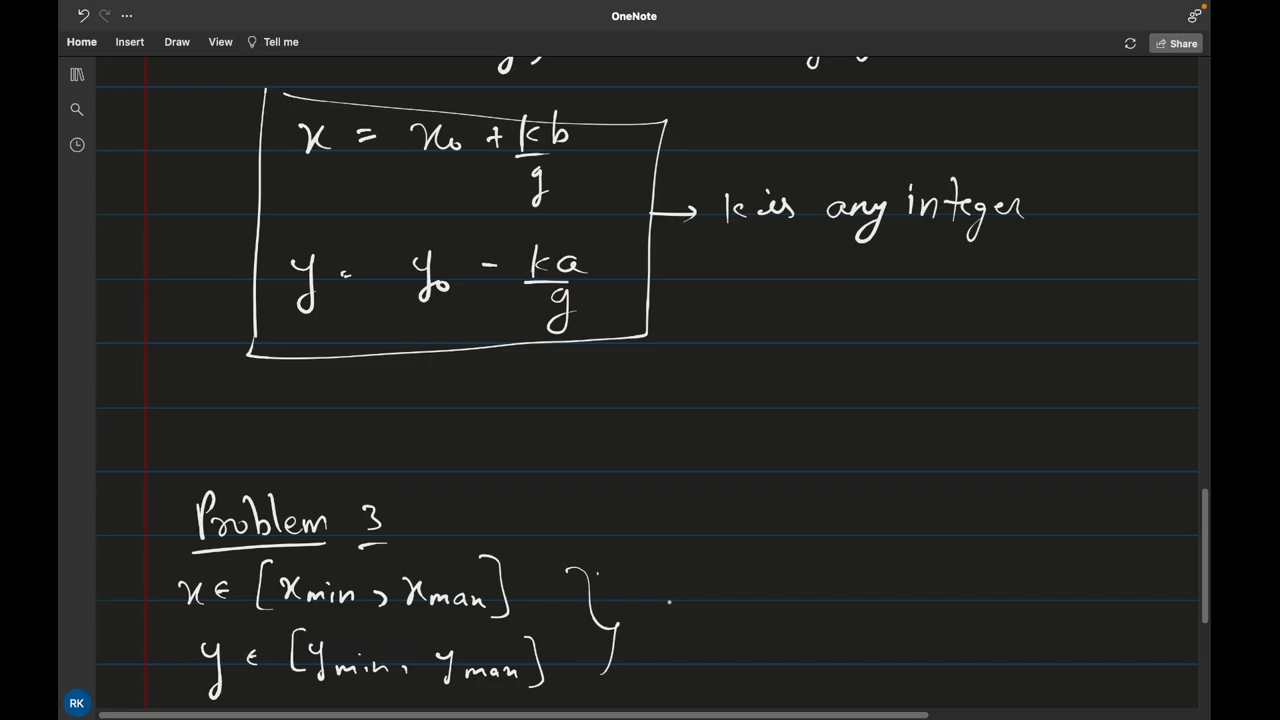 OneNote
Home Insert Draw View Tell me
Share
x = x₀ + kb/g
y = y₀ - ka/g
→ k is any integer
Problem 3
x ∈ [xmin, xmax]
y ∈ [ymin, ymax]
RK